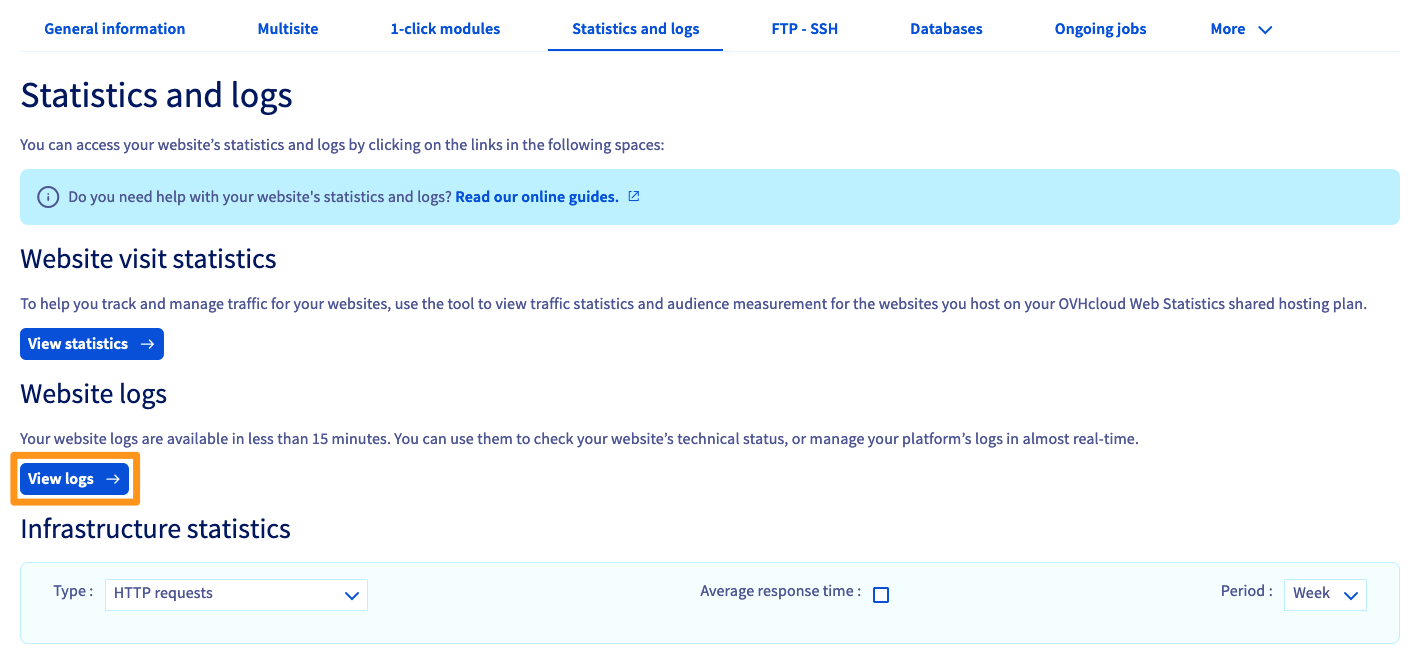 General information Multisite 1-click modules Statistics and logs FTP - SSH Databases Ongoing jobs More
Statistics and logs
You can access your website’s statistics and logs by clicking on the links in the following spaces:
Do you need help with your website's statistics and logs? Read our online guides.
Website visit statistics
To help you track and manage traffic for your websites, use the tool to view traffic statistics and audience measurement for the websites you host on your OVHcloud Web Statistics shared hosting plan.
View statistics
Website logs
Your website logs are available in less than 15 minutes. You can use them to check your website’s technical status, or manage your platform’s logs in almost real-time.
View logs
Infrastructure statistics
Type : HTTP requests Average response time : Period : Week